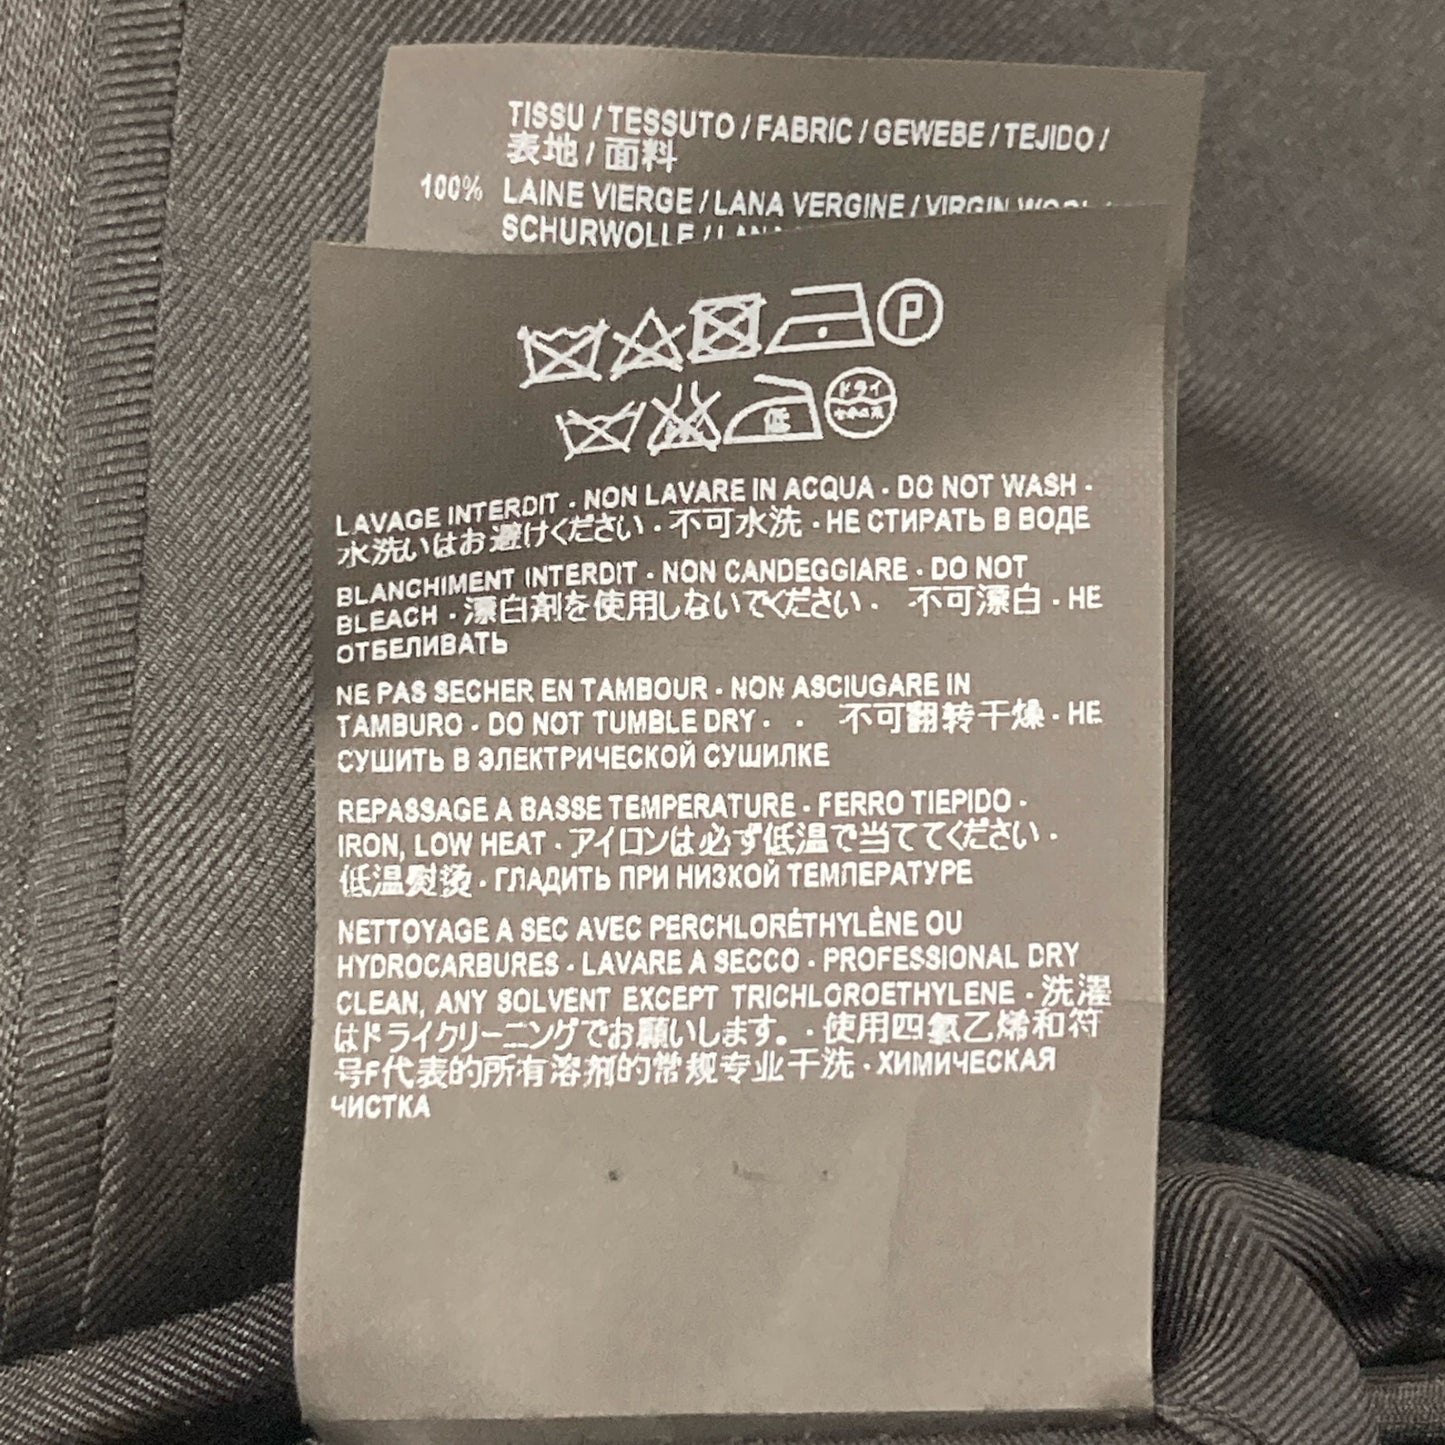 TISSU / TESSUTO / FABRIC / GEWEBE / TEJIDO /
表地 / 面料
100% LAINE VIERGE / LANA VERGINE / VIRGIN
SCHURWOLLE /
P
低 ドライ
LAVAGE INTERDIT - NON LAVARE IN ACQUA - DO NOT WASH -
水洗いはお避けください - 不可水洗 - НЕ СТИРАТЬ В ВОДЕ
BLANCHIMENT INTERDIT - NON CANDEGGIARE - DO NOT
BLEACH - 漂白剤を使用しないでください - 不可漂白 - НЕ
ОТБЕЛИВАТЬ
NE PAS SECHER EN TAMBOUR - NON ASCIUGARE IN
TAMBURO - DO NOT TUMBLE DRY - - 不可翻转干燥 - НЕ
СУШИТЬ В ЭЛЕКТРИЧЕСКОЙ СУШИЛКЕ
REPASSAGE A BASSE TEMPERATURE - FERRO TIEPIDO -
IRON, LOW HEAT - アイロンは必ず低温で当ててください -
低温熨烫 - ГЛАДИТЬ ПРИ НИЗКОЙ ТЕМПЕРАТУРЕ
NETTOYAGE A SEC AVEC PERCHLORÉTHYLÈNE OU
HYDROCARBURES - LAVARE A SECCO - PROFESSIONAL DRY
CLEAN, ANY SOLVENT EXCEPT TRICHLOROETHYLENE - 洗濯
はドライクリーニングでお願いします。 - 使用四氯乙烯和符
号F代表的所有溶剂的常规专业干洗 - ХИМИЧЕСКАЯ
ЧИСТКА